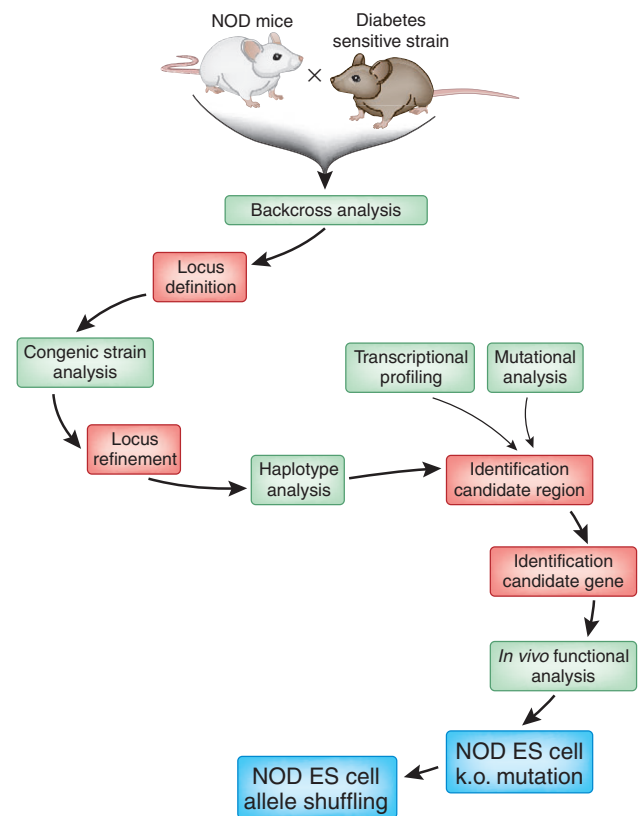 NOD mice
Diabetes
sensitive strain
×
Backcross analysis
Locus
definition
Congenic strain
analysis
Transcriptional
profiling
Mutational
analysis
Locus
refinement
Haplotype
analysis
Identification
candidate region
Identification
candidate gene
In vivo functional
analysis
NOD ES cell
k.o. mutation
NOD ES cell
allele shuffling